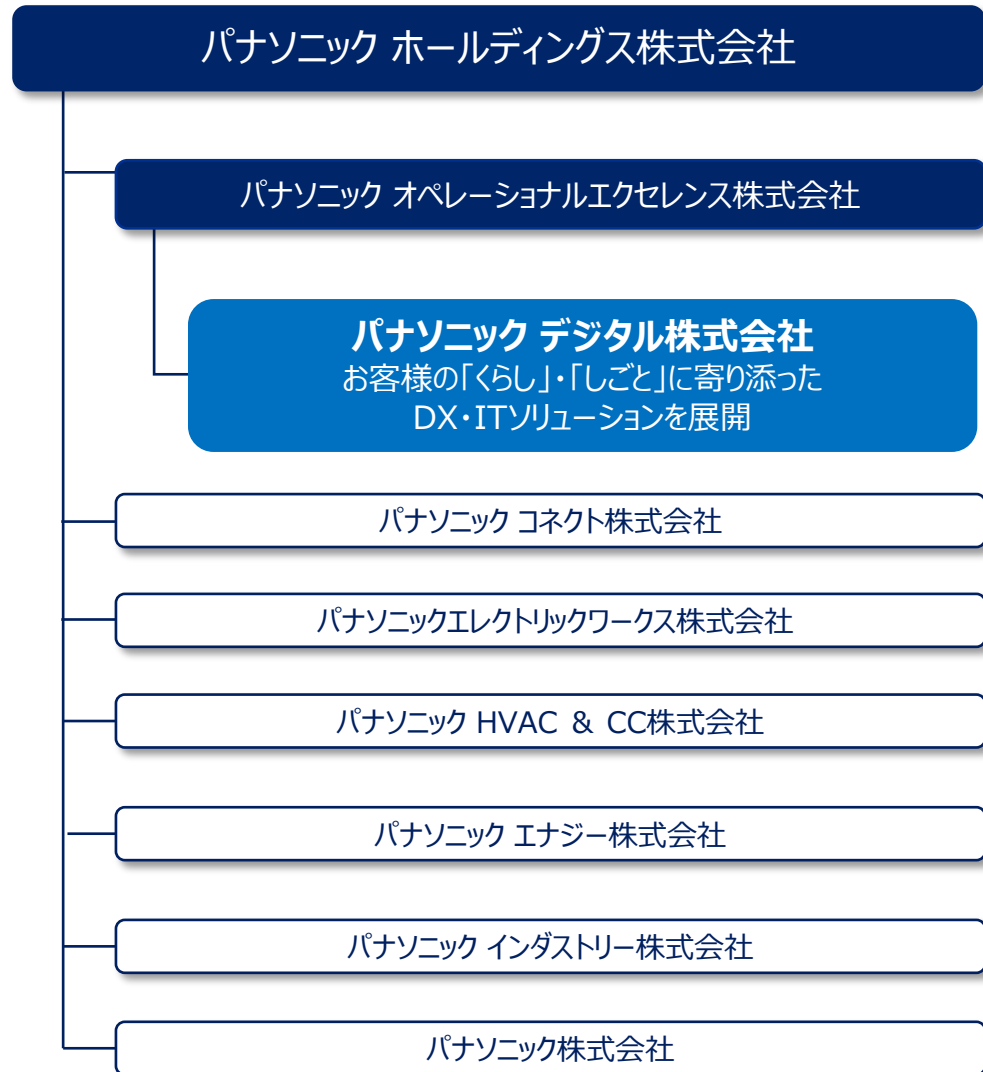 パナソニック ホールディングス株式会社
パナソニック オペレーショナルエクセレンス株式会社
パナソニック デジタル株式会社
お客様の「くらし」・「しごと」に寄り添った
DX・ITソリューションを展開
パナソニック コネクト株式会社
パナソニックエレクトリックワークス株式会社
パナソニック HVAC & CC株式会社
パナソニック エナジー株式会社
パナソニック インダストリー株式会社
パナソニック株式会社